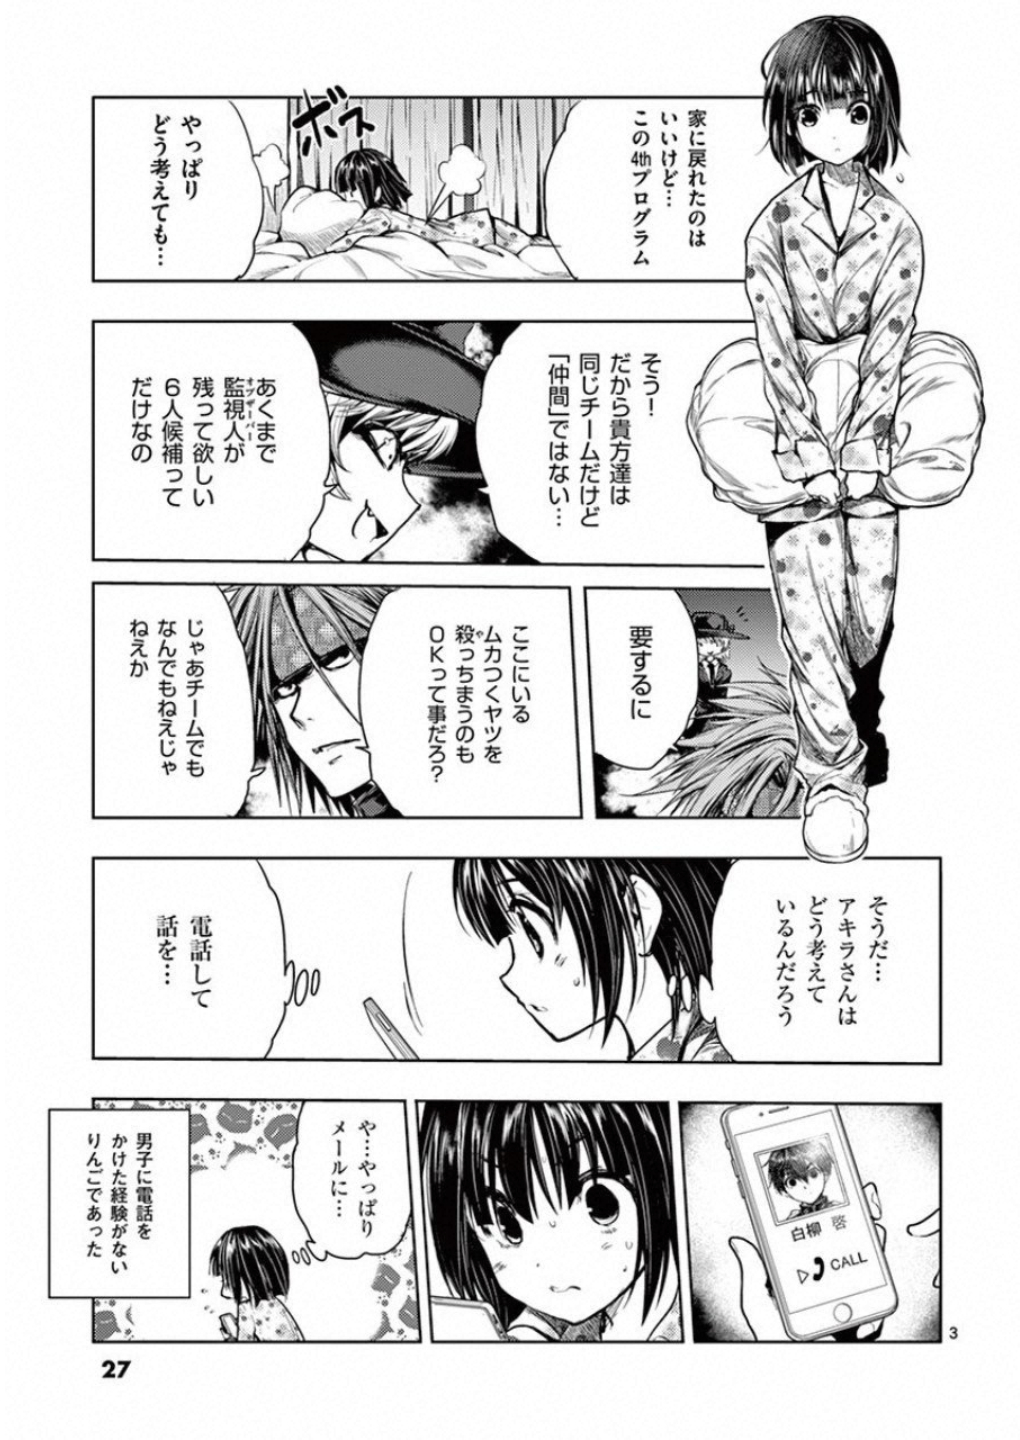 家に戻れたのは
いいけど…
この4thプログラム
ボスッ
やっぱり
どう考えても…
そう！
だから貴方達は
同じチームだけど
「仲間」ではない…
あくまで
監視人が
オブザーバー
残って欲しい
６人候補って
だけなの
要するに
ここにいる
ムカつくヤツを
殺っちまうのも
や
OKって事だろ？
じゃあチームでも
なんでもねえじゃ
ねえか
そうだ…
アキラさんは
どう考えて
いるんだろう
電話して
話を…
白柳 啓
CALL
や…やっぱり
メールに…
男子に電話を
かけた経験がない
りんごであった
3
27